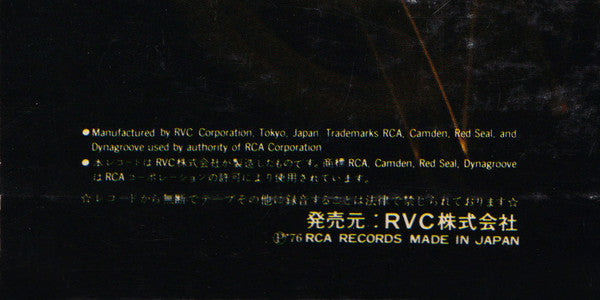 ●Manufactured by RVC Corporation, Tokyo, Japan Trademarks RCA, Camden, Red Seal, and
Dynagroove used by authority of RCA Corporation
●本レコードはRVC株式会社が製造したものです。商標RCA, Camden, Red Seal, Dynagroove
はRCAコーポレーションの許可により使用されています。
☆レコードから無断でテープその他に録音することは法律で禁じられております☆
発売元：RVC株式会社
Ⓟ'76 RCA RECORDS MADE IN JAPAN